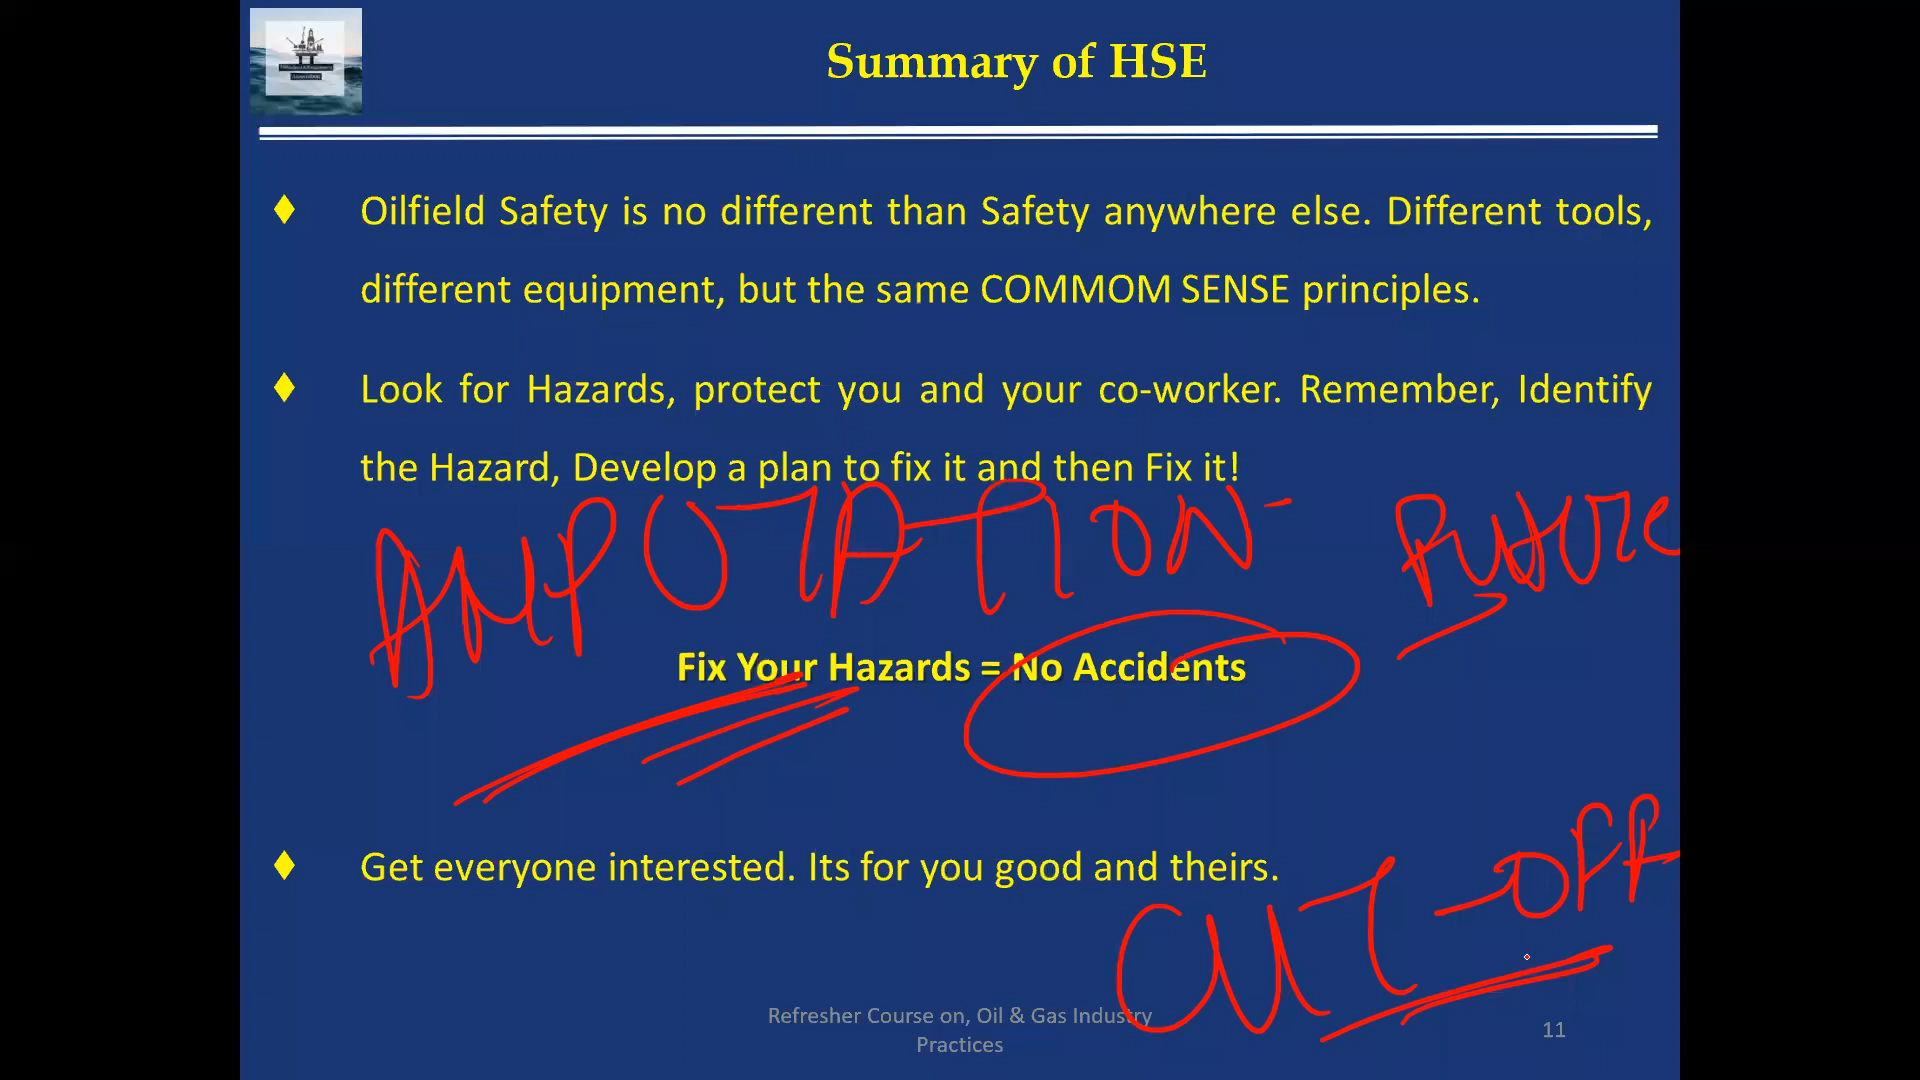 Summary of HSE
Oilfield Safety is no different than Safety anywhere else. Different tools,
different equipment, but the same COMMOM SENSE principles.
Look for Hazards, protect you and your co-worker. Remember, Identify
the Hazard, Develop a plan to fix it and then Fix it!
AMPUTATION - FUTURE
Fix Your Hazards = No Accidents
Get everyone interested. Its for you good and theirs.
CUT-OFF
Refresher Course on, Oil & Gas Industry
Practices
11